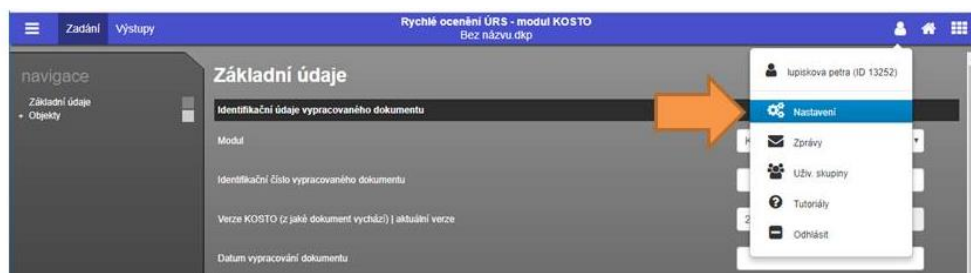 Zadání Výstupy
Rychlé ocenění ÚRS - modul KOSTO
Bez názvu.dkp
navigace
Základní údaje
+ Objekty
Základní údaje
Identifikační údaje vypracovaného dokumentu
Modul
K
Identifikační číslo vypracovaného dokumentu
Verze KOSTO (z jaké dokument vychází) | aktuální verze
2
Datum vypracování dokumentu
lupiskova petra (ID 13252)
Nastavení
Zprávy
Uživ. skupiny
Tutoriály
Odhlásit